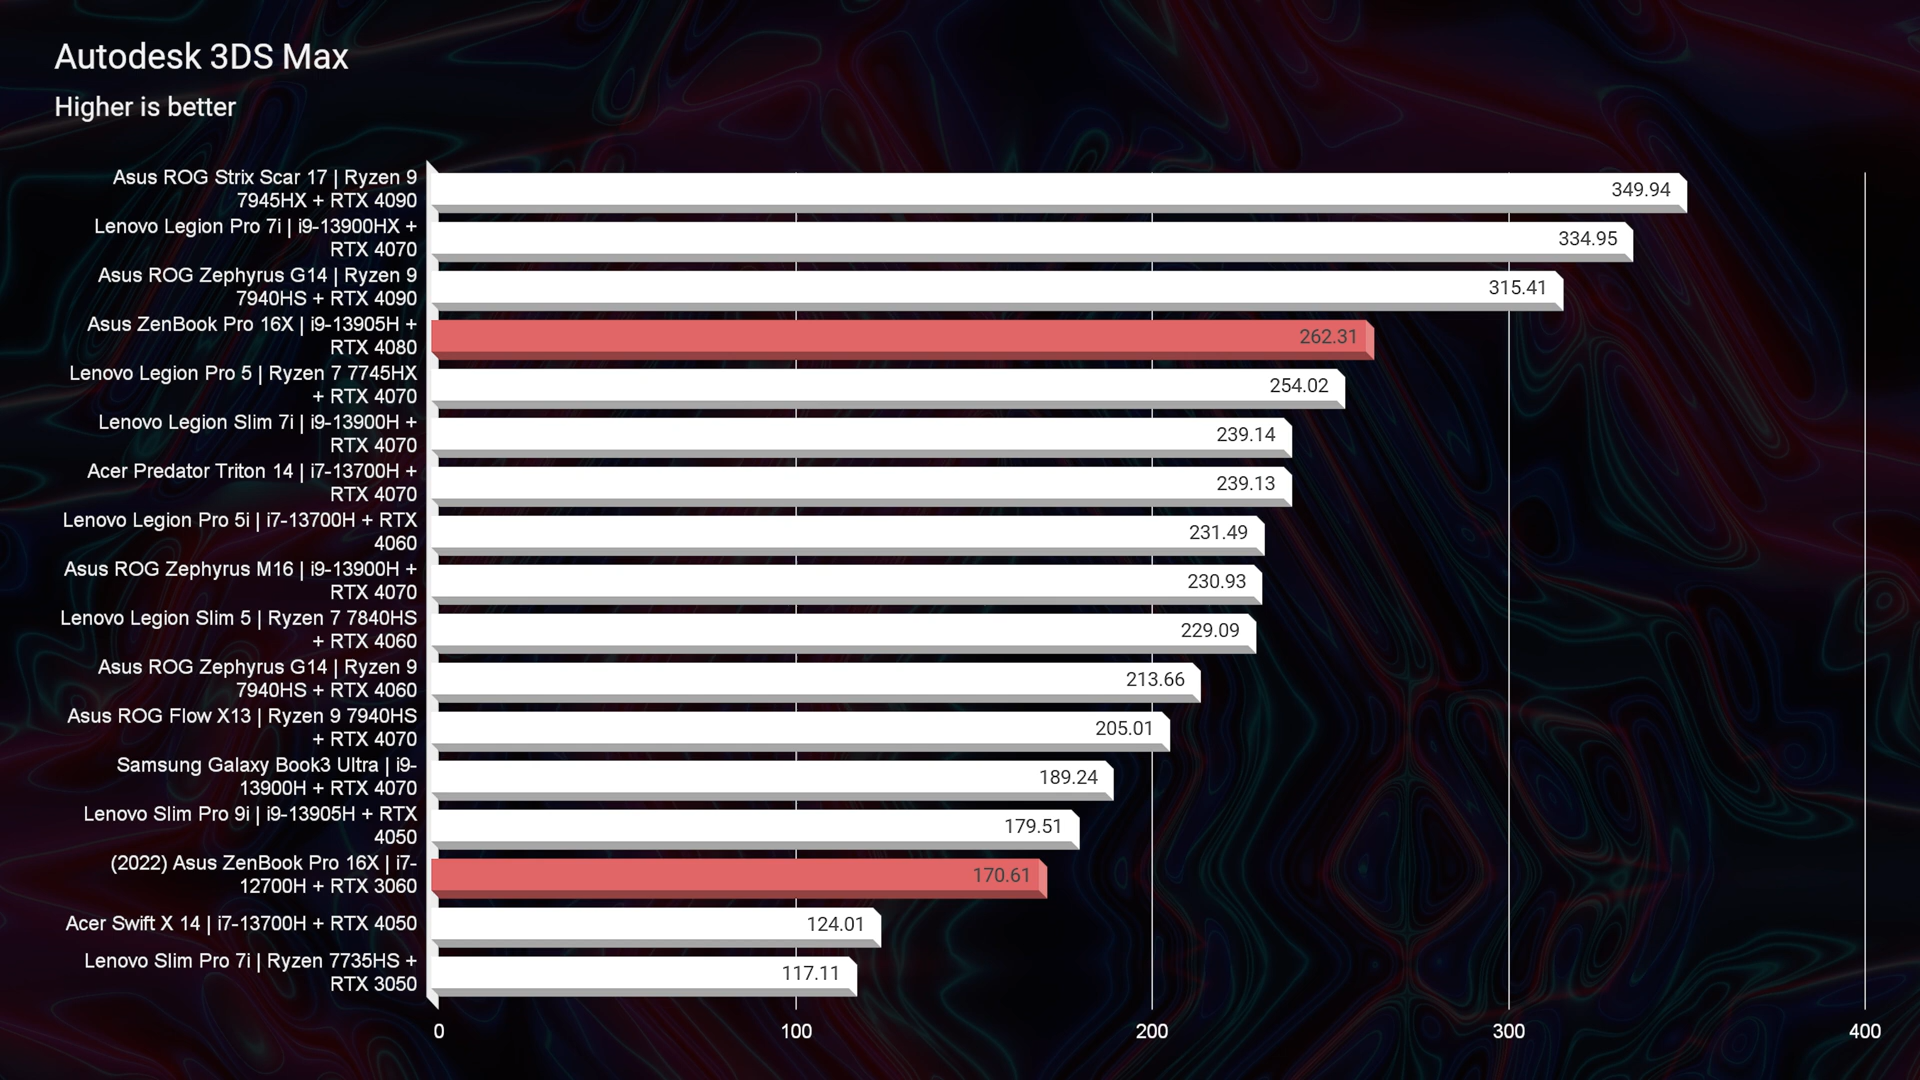 Autodesk 3DS Max
Higher is better
Asus ROG Strix Scar 17 | Ryzen 9
7945HX + RTX 4090
349.94
Lenovo Legion Pro 7i | i9-13900HX +
RTX 4070
334.95
Asus ROG Zephyrus G14 | Ryzen 9
7940HS + RTX 4090
315.41
Asus ZenBook Pro 16X | i9-13905H +
RTX 4080
262.31
Lenovo Legion Pro 5 | Ryzen 7 7745HX
+ RTX 4070
254.02
Lenovo Legion Slim 7i | i9-13900H +
RTX 4070
239.14
Acer Predator Triton 14 | i7-13700H +
RTX 4070
239.13
Lenovo Legion Pro 5i | i7-13700H + RTX
4060
231.49
Asus ROG Zephyrus M16 | i9-13900H +
RTX 4070
230.93
Lenovo Legion Slim 5 | Ryzen 7 7840HS
+ RTX 4060
229.09
Asus ROG Zephyrus G14 | Ryzen 9
7940HS + RTX 4060
213.66
Asus ROG Flow X13 | Ryzen 9 7940HS
+ RTX 4070
205.01
Samsung Galaxy Book3 Ultra | i9-
13900H + RTX 4070
189.24
Lenovo Slim Pro 9i | i9-13905H + RTX
4050
179.51
(2022) Asus ZenBook Pro 16X | i7-
12700H + RTX 3060
170.61
Acer Swift X 14 | i7-13700H + RTX 4050
124.01
Lenovo Slim Pro 7i | Ryzen 7735HS +
RTX 3050
117.11
0 100 200 300 400